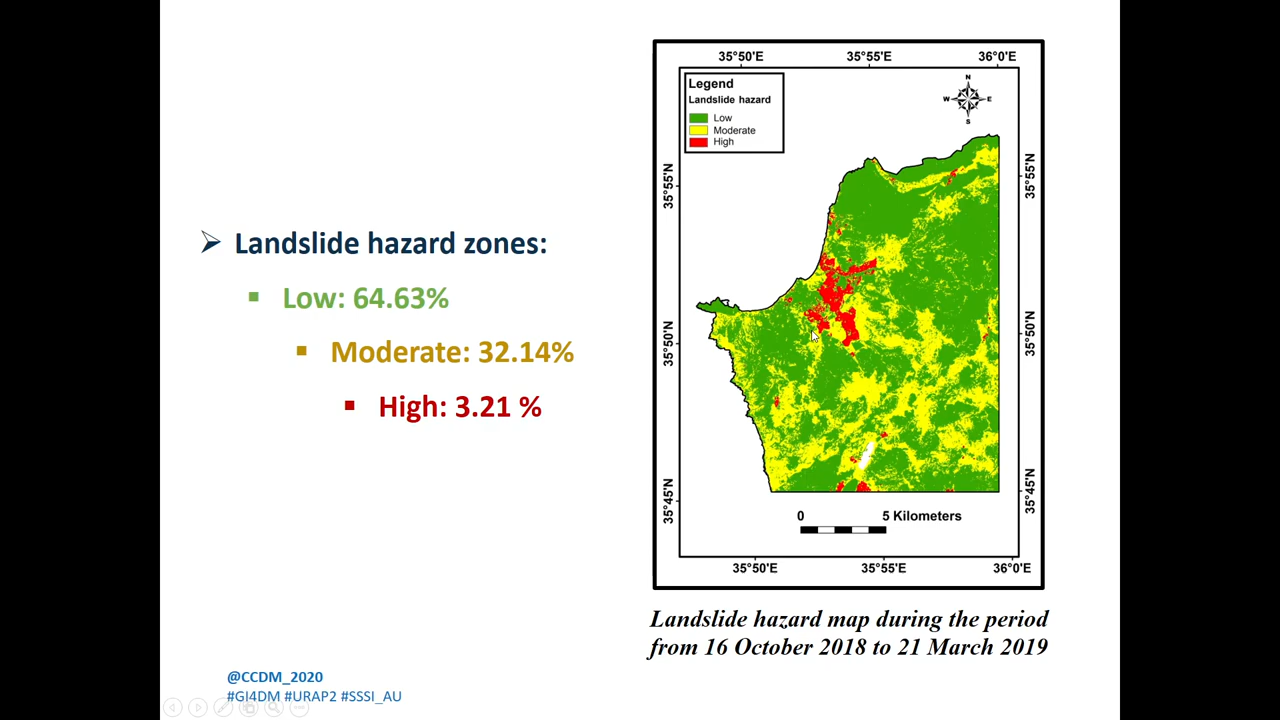 Landslide hazard zones:
Low: 64.63%
Moderate: 32.14%
High: 3.21 %
@CCDM_2020
#GI4DM #URAP2 #SSSI_AU
35°50'E 35°55'E 36°0'E
Legend
Landslide hazard
Low
Moderate
High
N
W E
S
35°55'N 35°55'N
35°50'N 35°50'N
35°45'N 35°45'N
0 5 Kilometers
35°50'E 35°55'E 36°0'E
Landslide hazard map during the period
from 16 October 2018 to 21 March 2019